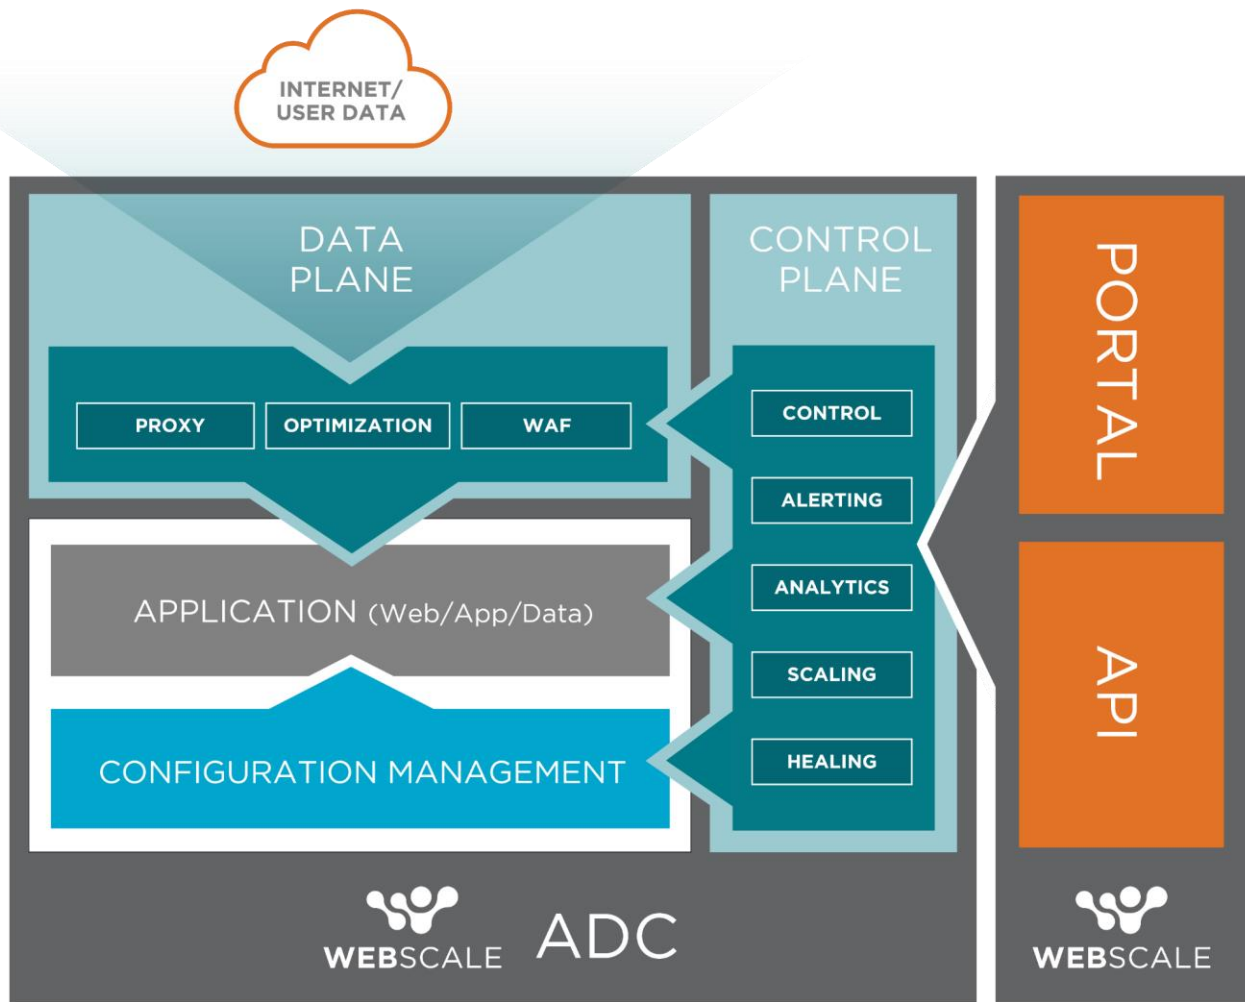 INTERNET/
USER DATA
DATA
PLANE
PROXY
OPTIMIZATION
WAF
APPLICATION (Web/App/Data)
CONFIGURATION MANAGEMENT
CONTROL
PLANE
CONTROL
ALERTING
ANALYTICS
SCALING
HEALING
WEBSCALE ADC
PORTAL
API
WEBSCALE